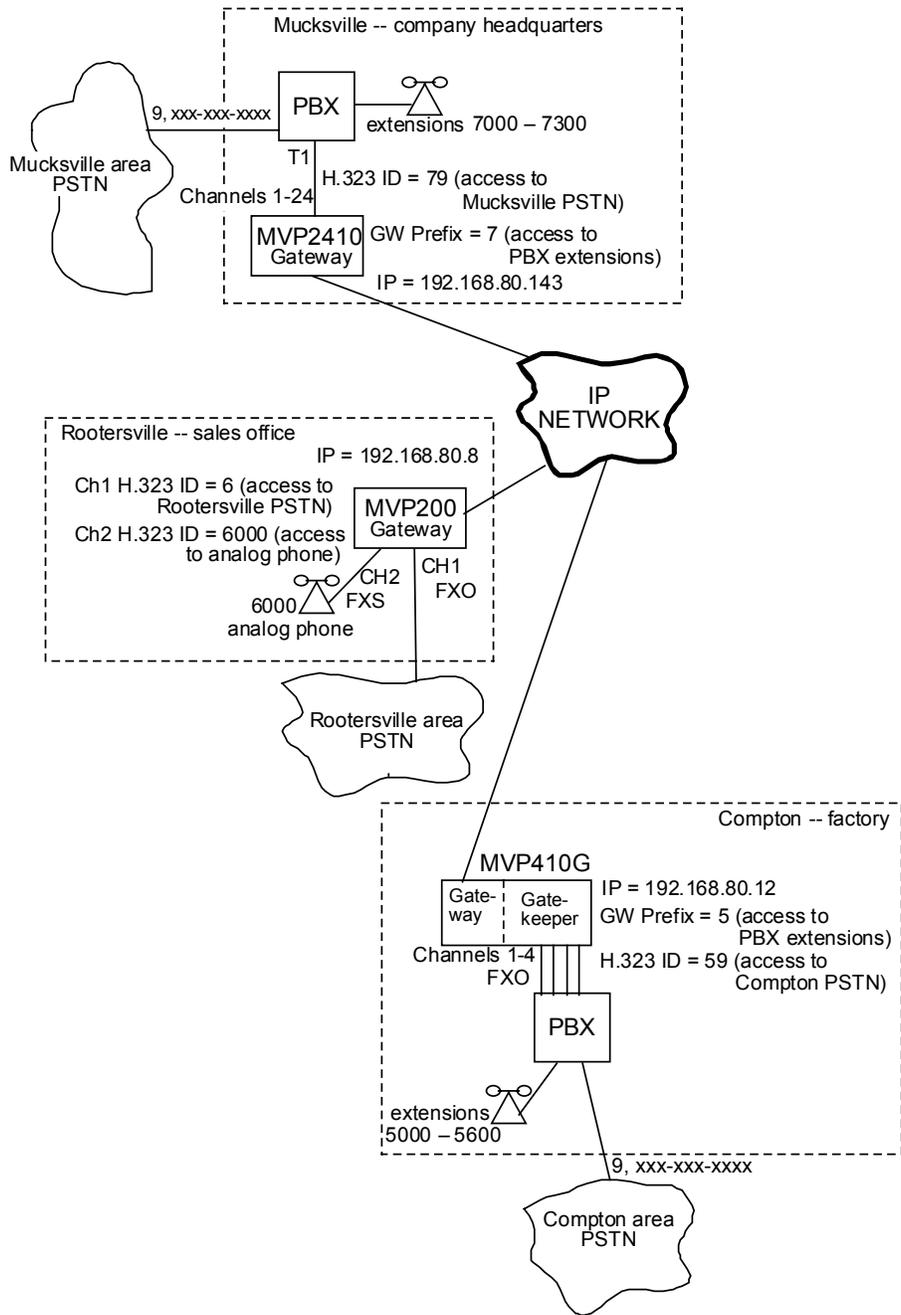 Mucksville -- company headquarters
PBX
9, xxx-xxx-xxxx
extensions 7000 – 7300
Mucksville area
PSTN
T1
H.323 ID = 79 (access to
Mucksville PSTN)
Channels 1-24
MVP2410
Gateway
GW Prefix = 7 (access to
PBX extensions)
IP = 192.168.80.143
IP
NETWORK
Rootersville -- sales office
IP = 192.168.80.8
Ch1 H.323 ID = 6 (access to
Rootersville PSTN)
Ch2 H.323 ID = 6000 (access
to analog phone)
MVP200
Gateway
CH2
FXS
CH1
FXO
6000
analog phone
Rootersville area
PSTN
Compton -- factory
MVP410G
Gate-
way
Gate-
keeper
IP = 192.168.80.12
GW Prefix = 5 (access to
PBX extensions)
H.323 ID = 59 (access to
Compton PSTN)
Channels 1-4
FXO
PBX
extensions
5000 – 5600
9, xxx-xxx-xxxx
Compton area
PSTN